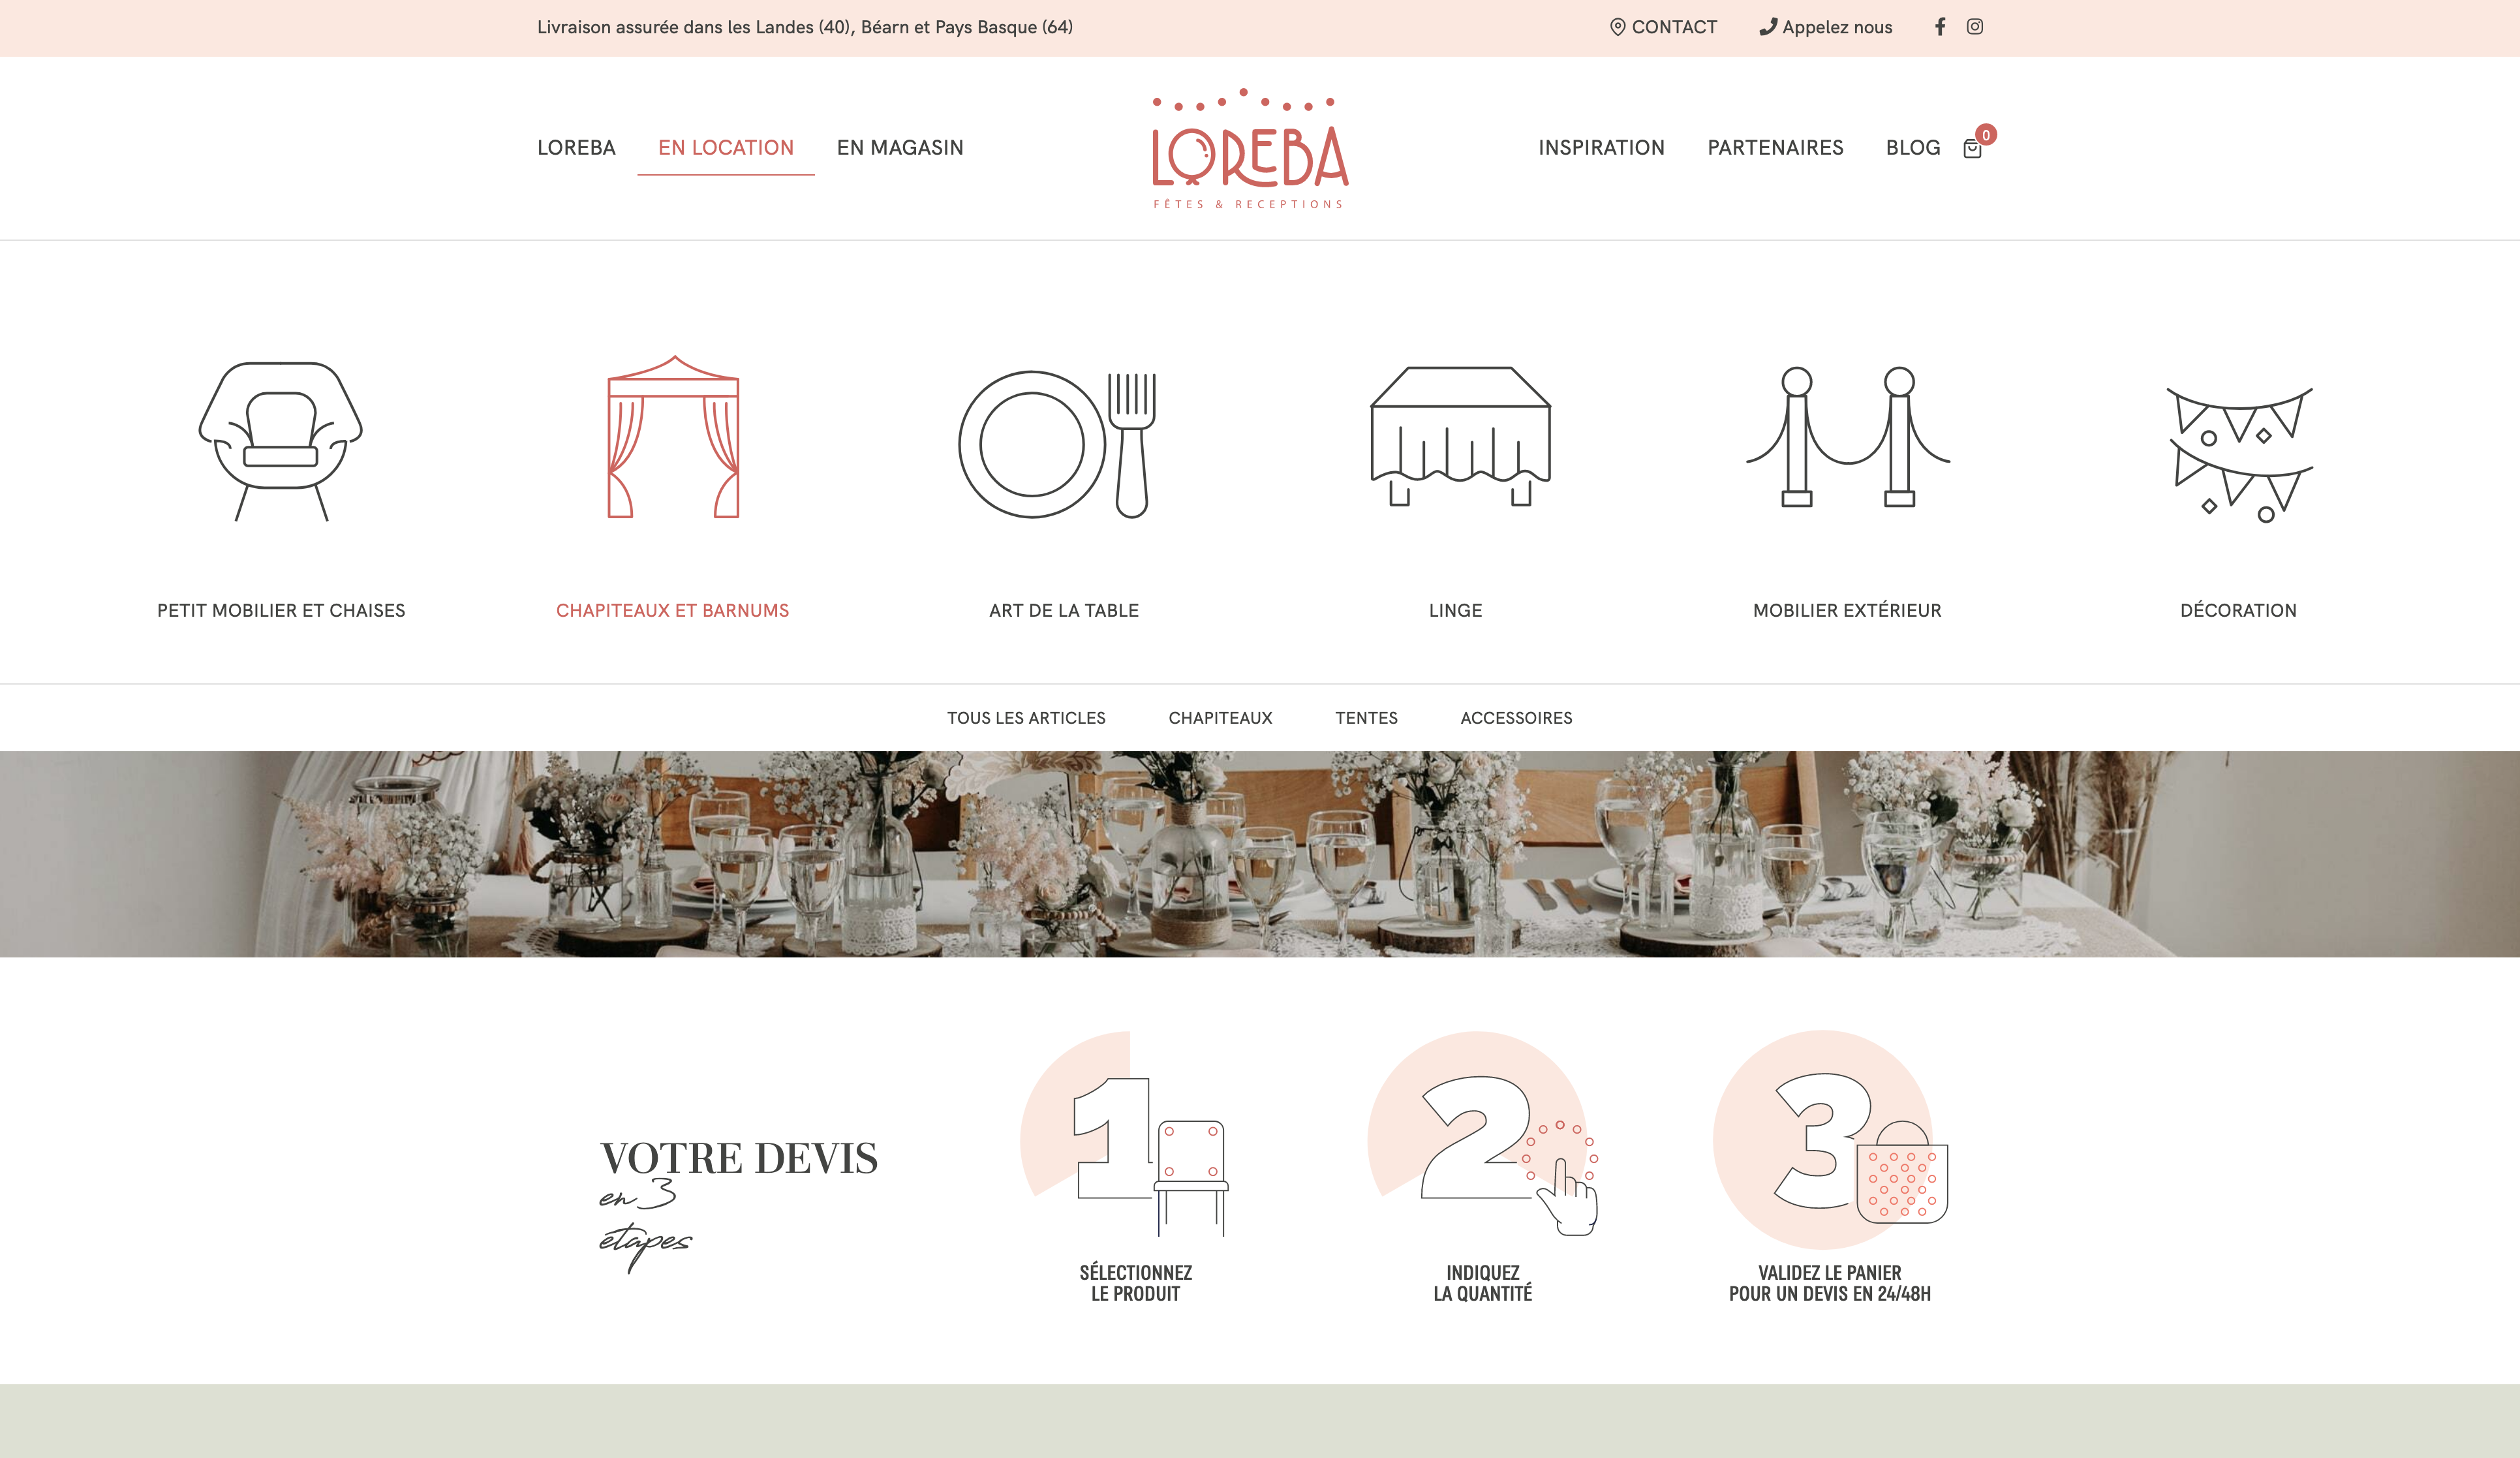 Livraison assurée dans les Landes (40), Béarn et Pays Basque (64)
CONTACT
Appelez nous
LOREBA
EN LOCATION
EN MAGASIN
LOREBA
FÊTES & RECEPTIONS
INSPIRATION
PARTENAIRES
BLOG
0
PETIT MOBILIER ET CHAISES
CHAPITEAUX ET BARNUMS
ART DE LA TABLE
LINGE
MOBILIER EXTÉRIEUR
DÉCORATION
TOUS LES ARTICLES
CHAPITEAUX
TENTES
ACCESSOIRES
VOTRE DEVIS
en 3
étapes
1
SÉLECTIONNEZ
LE PRODUIT
2
INDIQUEZ
LA QUANTITÉ
3
VALIDEZ LE PANIER
POUR UN DEVIS EN 24/48H